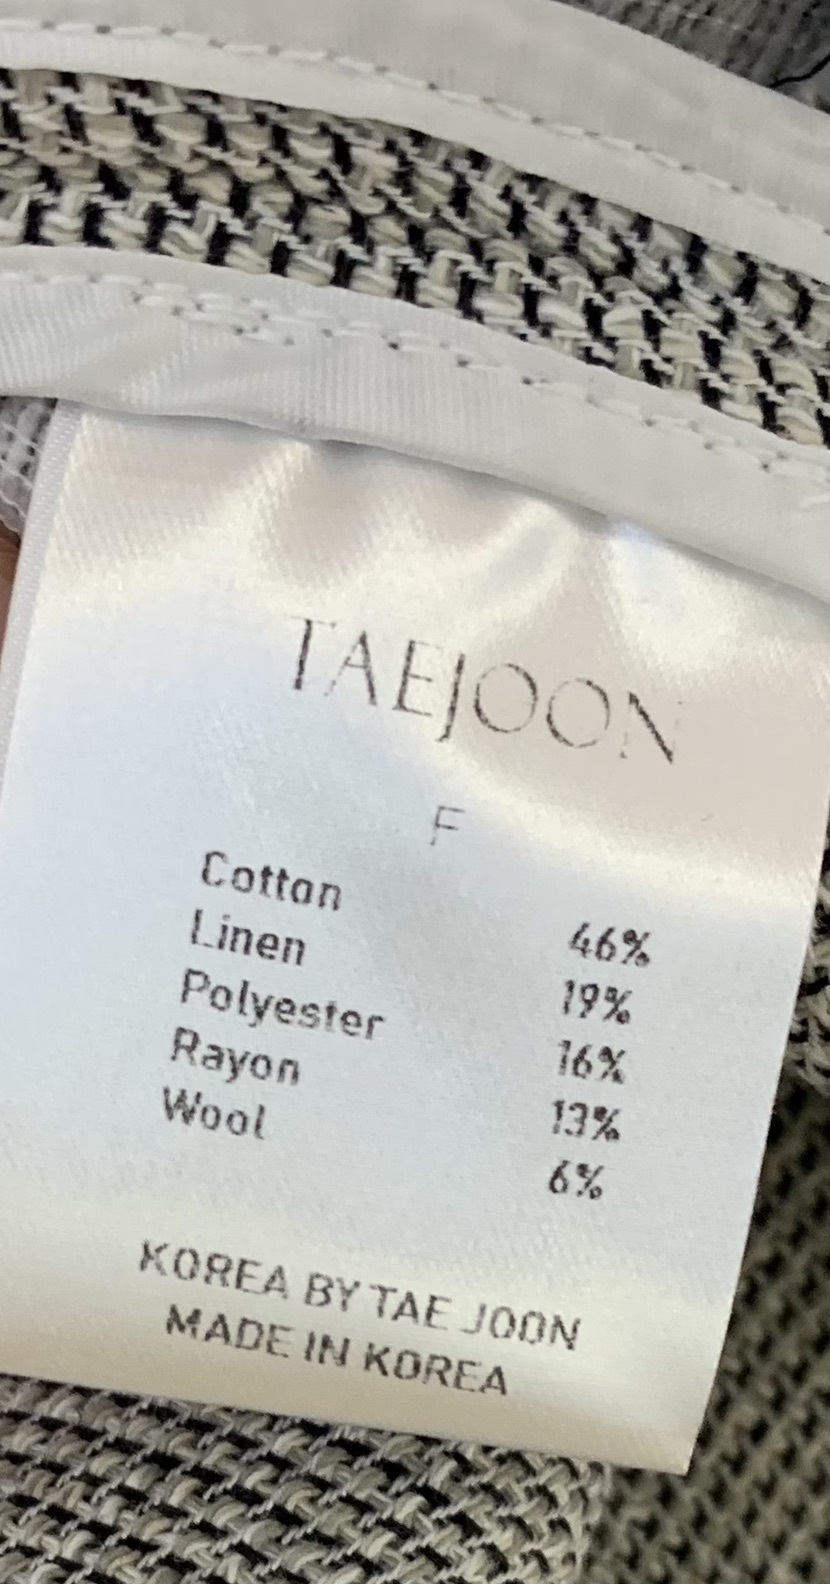 TAEJOON
F
Cotton 46%
Linen 19%
Polyester 16%
Rayon 13%
Wool 6%
KOREA BY TAE JOON
MADE IN KOREA